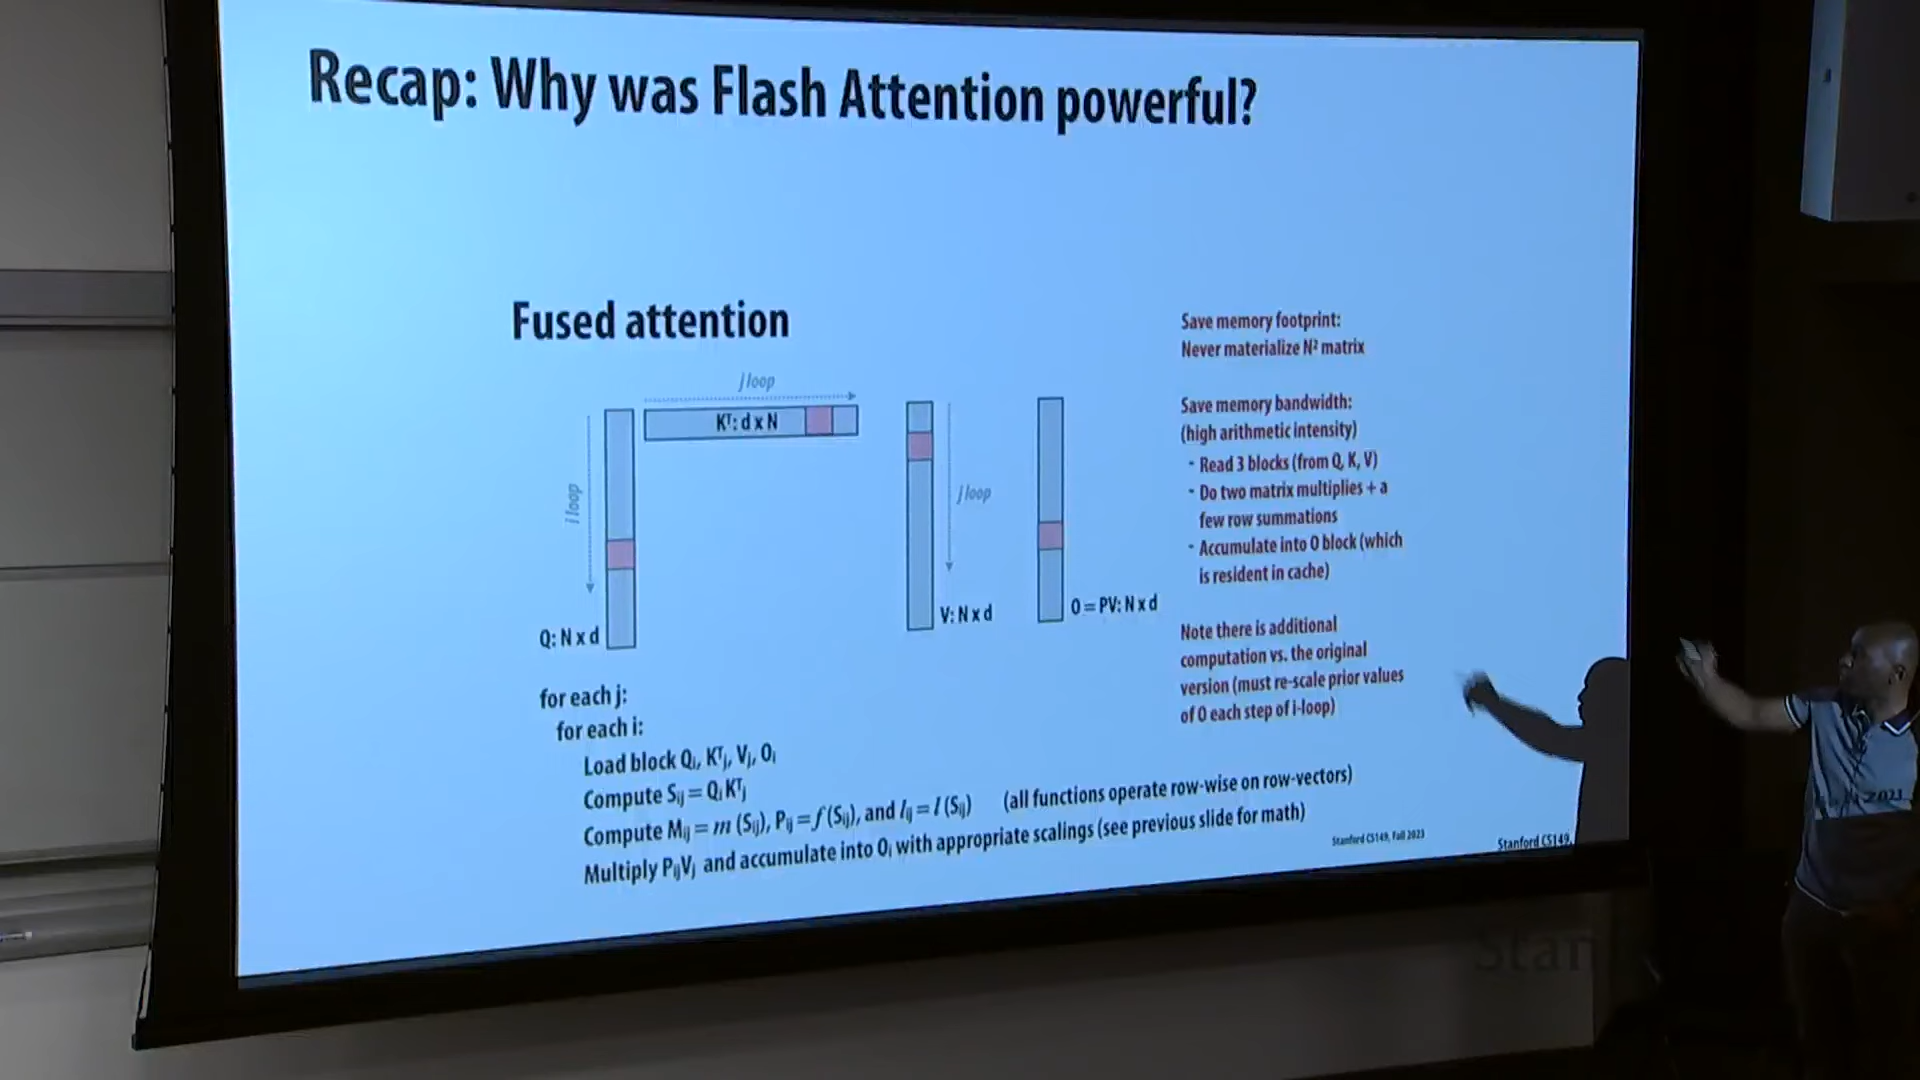 Recap: Why was Flash Attention powerful?
Fused attention
j loop
Kᵀ: d x N
i loop
j loop
Q: N x d
V: N x d
O = PV: N x d
Save memory footprint:
Never materialize N² matrix
Save memory bandwidth:
(high arithmetic intensity)
- Read 3 blocks (from Q, K, V)
- Do two matrix multiplies + a
few row summations
- Accumulate into O block (which
is resident in cache)
Note there is additional
computation vs. the original
version (must re-scale prior values
of O each step of i-loop)
for each j:
for each i:
Load block Qᵢ, Kᵀⱼ, Vⱼ, Oᵢ
Compute Sᵢⱼ = Qᵢ Kᵀⱼ
Compute Mᵢⱼ = m (Sᵢⱼ), Pᵢⱼ = f (Sᵢⱼ), and lᵢⱼ = l (Sᵢⱼ) (all functions operate row-wise on row-vectors)
Multiply PᵢⱼVⱼ and accumulate into Oᵢ with appropriate scalings (see previous slide for math)
Stanford CS149, Fall 2023
Stanford CS149,
Stan